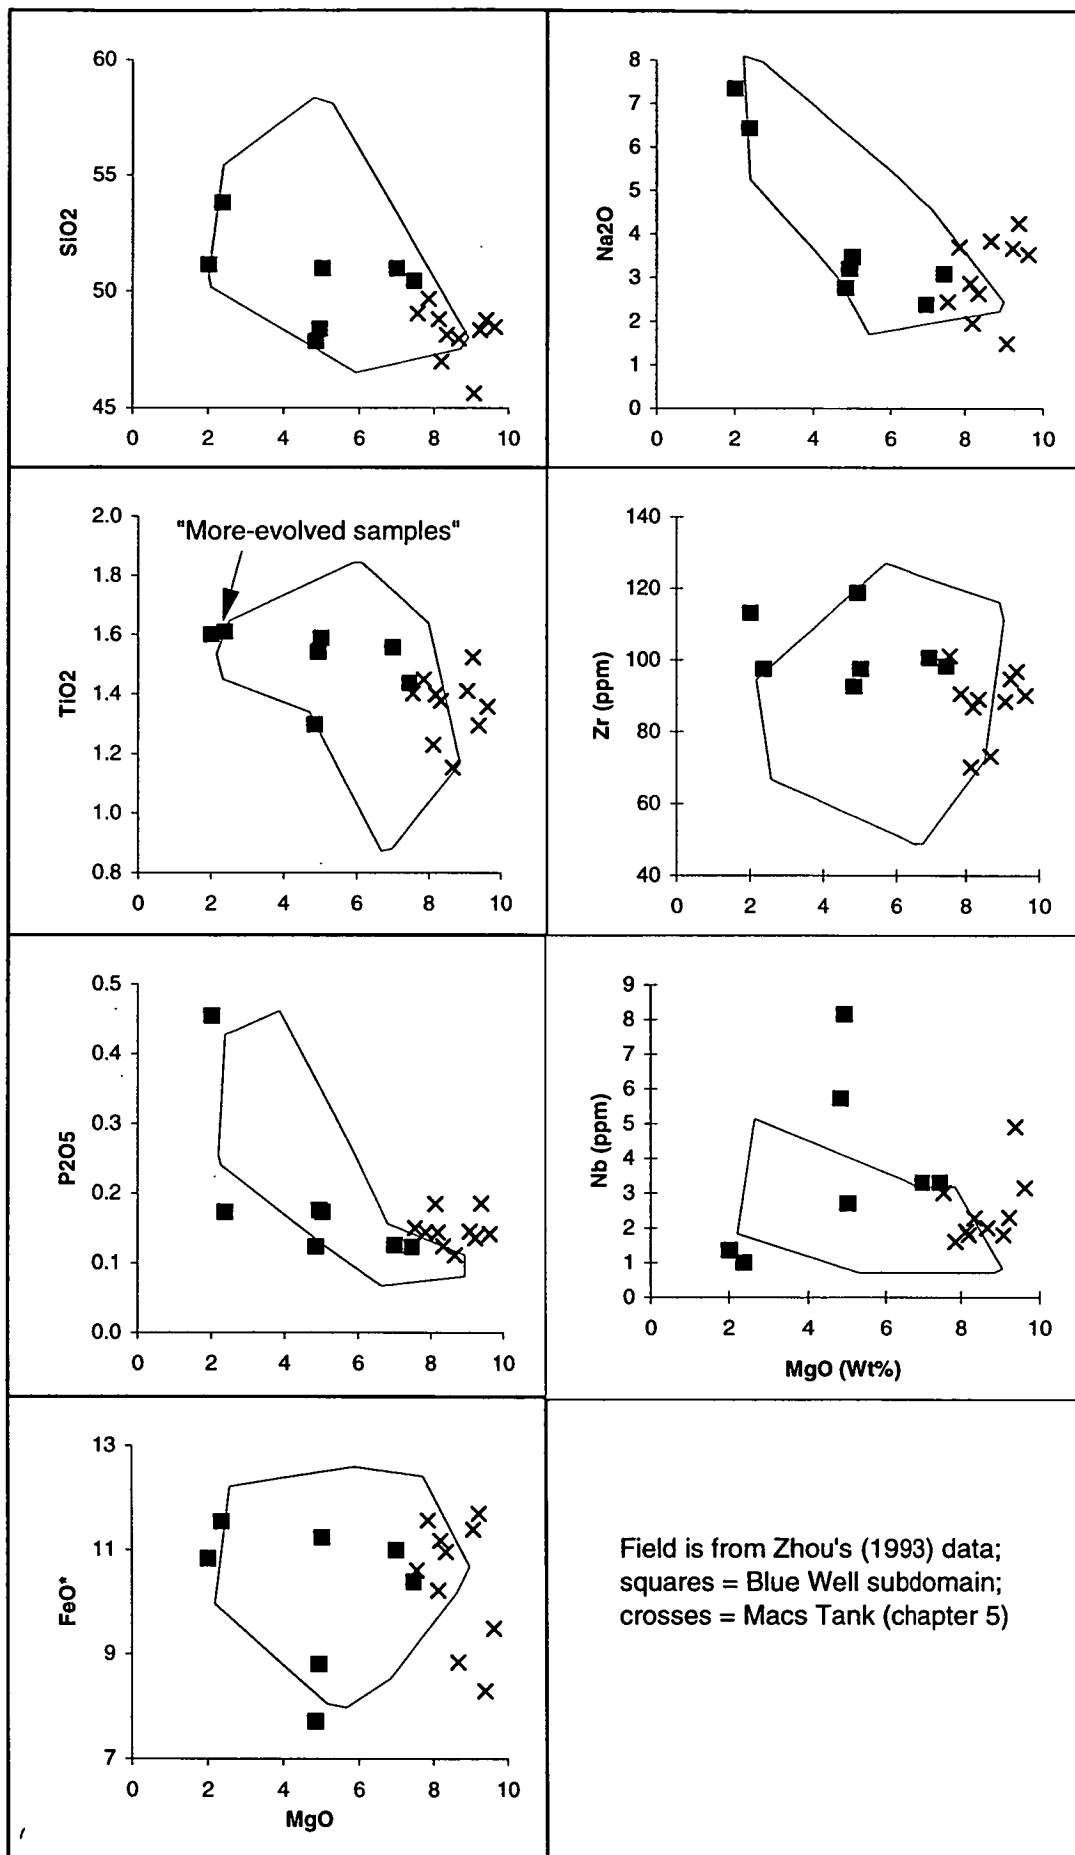 60
55
50
45
SiO2
0 2 4 6 8 10
8
7
6
5
4
3
2
1
0
Na2O
0 2 4 6 8 10
2.0
1.8
1.6
1.4
1.2
1.0
0.8
TiO2
"More-evolved samples"
0 2 4 6 8 10
140
120
100
80
60
40
Zr (ppm)
0 2 4 6 8 10
0.5
0.4
0.3
0.2
0.1
0.0
P2O5
0 2 4 6 8 10
9
8
7
6
5
4
3
2
1
0
Nb (ppm)
0 2 4 6 8 10
MgO (Wt%)
13
11
9
7
FeO*
0 2 4 6 8 10
MgO
Field is from Zhou's (1993) data;
squares = Blue Well subdomain;
crosses = Macs Tank (chapter 5)